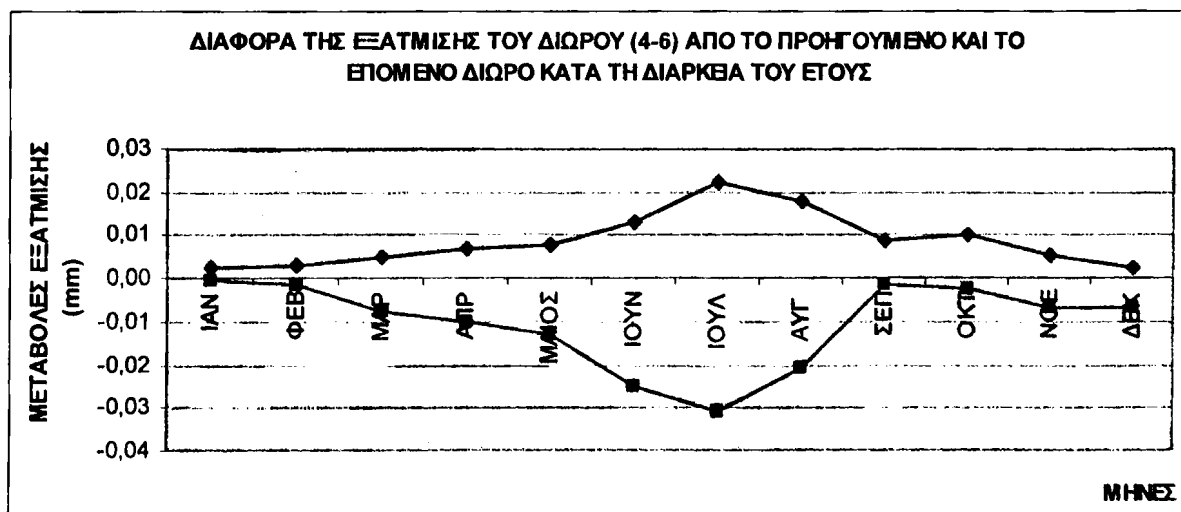 ΔΙΑΦΟΡΑ ΤΗΣ ΕΞΑΤΜΙΣΗΣ ΤΟΥ ΔΙΩΡΟΥ (4-6) ΑΠΟ ΤΟ ΠΡΟΗΓΟΥΜΕΝΟ ΚΑΙ ΤΟ
ΕΠΟΜΕΝΟ ΔΙΩΡΟ ΚΑΤΑ ΤΗ ΔΙΑΡΚΕΙΑ ΤΟΥ ΕΤΟΥΣ
ΜΕΤΑΒΟΛΕΣ ΕΞΑΤΜΙΣΗΣ
(mm)
0,03
0,02
0,01
0,00
-0,01
-0,02
-0,03
-0,04
ΙΑΝ
ΦΕΒ
ΜΑΡ
ΑΠΡ
ΜΑΙΟΣ
ΙΟΥΝ
ΙΟΥΛ
ΑΥΓ
ΣΕΠ
ΟΚΤ
ΝΟΕ
ΔΕΚ
ΜΗΝΕΣ